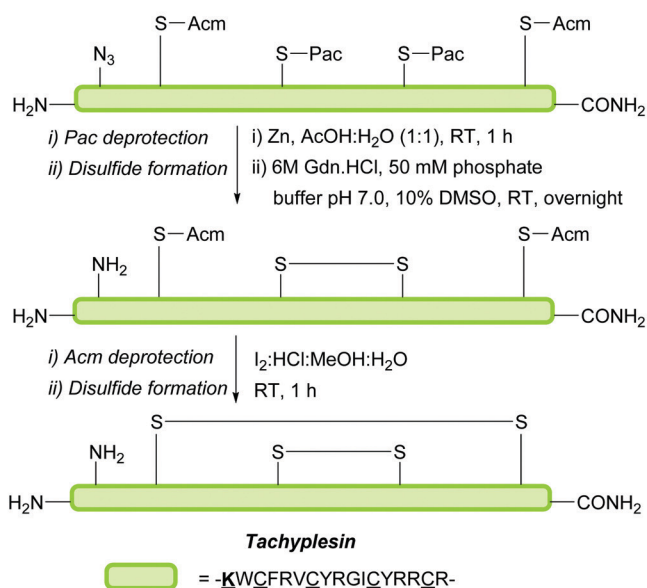 S—Acm S—Acm
N3 S—Pac S—Pac
H2N— —CONH2
i) Pac deprotection i) Zn, AcOH:H2O (1:1), RT, 1 h
ii) Disulfide formation ii) 6M Gdn.HCl, 50 mM phosphate
buffer pH 7.0, 10% DMSO, RT, overnight
S—Acm S—Acm
NH2 S S
H2N— —CONH2
i) Acm deprotection I2:HCl:MeOH:H2O
ii) Disulfide formation RT, 1 h
S S
NH2 S S
H2N— —CONH2
Tachyplesin
= -KWCFRVCYRGICYRRCR-